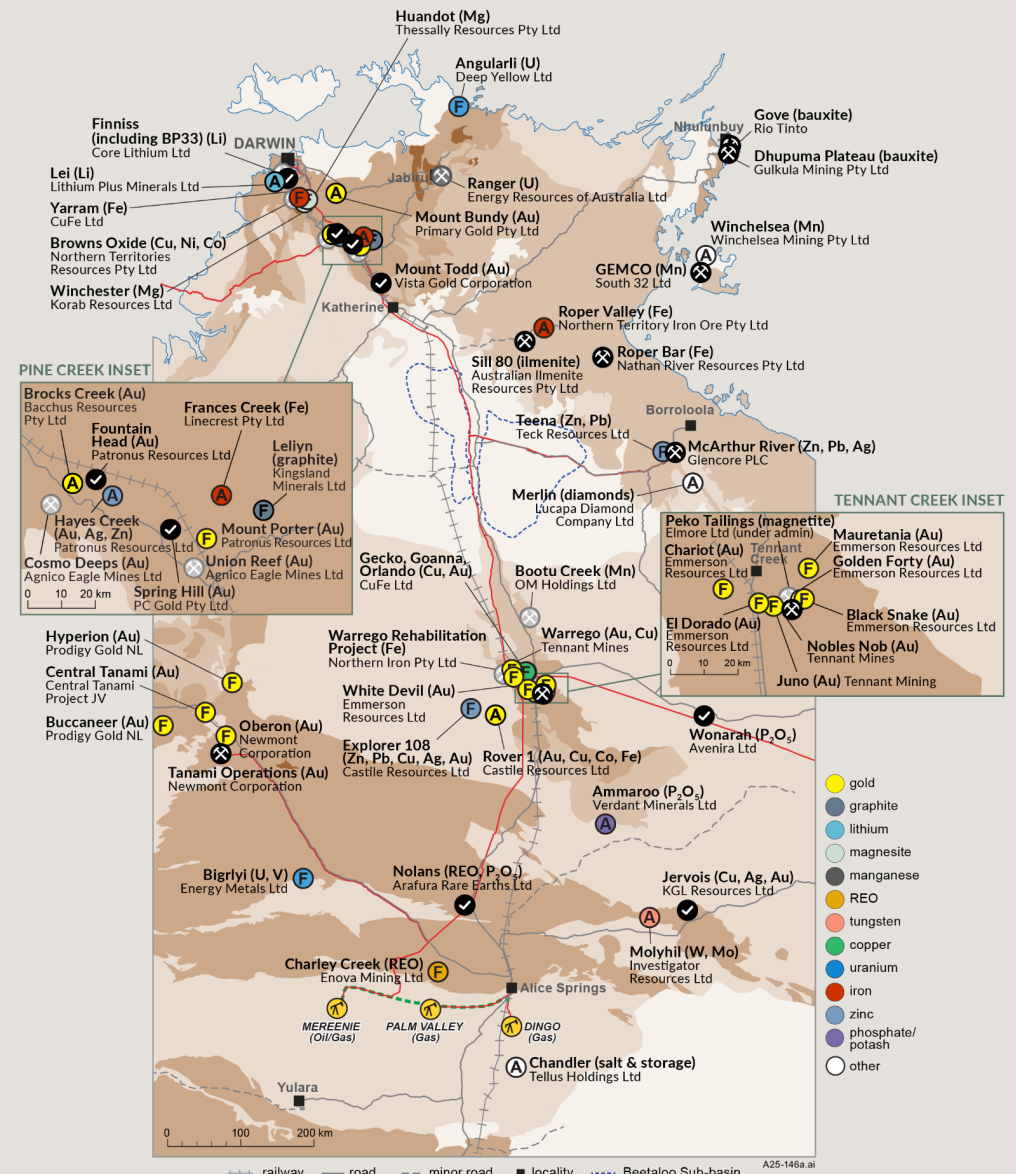 Huandot (Mg)
Thessally Resources Pty Ltd
Angularli (U)
Deep Yellow Ltd
Finniss
(including BP33) (Li)
Core Lithium Ltd
DARWIN
Lei (Li)
Lithium Plus Minerals Ltd
Yarram (Fe)
CuFe Ltd
Browns Oxide (Cu, Ni, Co)
Northern Territories
Resources Pty Ltd
Winchester (Mg)
Korab Resources Ltd
Jabiru
Ranger (U)
Energy Resources of Australia Ltd
Mount Bundy (Au)
Primary Gold Pty Ltd
Nhulunbuy
Gove (bauxite)
Rio Tinto
Dhupuma Plateau (bauxite)
Gulkula Mining Pty Ltd
Winchelsea (Mn)
Winchelsea Mining Pty Ltd
GEMCO (Mn)
South 32 Ltd
Mount Todd (Au)
Vista Gold Corporation
Katherine
Roper Valley (Fe)
Northern Territory Iron Ore Pty Ltd
Sill 80 (ilmenite)
Australian Ilmenite
Resources Pty Ltd
Roper Bar (Fe)
Nathan River Resources Pty Ltd
Borroloola
Teena (Zn, Pb)
Teck Resources Ltd
McArthur River (Zn, Pb, Ag)
Glencore PLC
Merlin (diamonds)
Lucapa Diamond
Company Ltd
PINE CREEK INSET
Brocks Creek (Au)
Bacchus Resources
Pty Ltd
Fountain
Head (Au)
Patronus Resources Ltd
Frances Creek (Fe)
Linecrest Pty Ltd
Leliyn
(graphite)
Kingsland
Minerals Ltd
Hayes Creek
(Au, Ag, Zn)
Patronus Resources Ltd
Mount Porter (Au)
Patronus Resources Ltd
Cosmo Deeps (Au)
Agnico Eagle Mines Ltd
Union Reef (Au)
Agnico Eagle Mines Ltd
Spring Hill (Au)
PC Gold Pty Ltd
0 10 20 km
TENNANT CREEK INSET
Peko Tailings (magnetite)
Elmore Ltd (under admin)
Chariot (Au)
Emmerson
Resources Ltd
Tennant
Creek
Mauretania (Au)
Emmerson Resources Ltd
Golden Forty (Au)
Emmerson Resources Ltd
El Dorado (Au)
Emmerson
Resources Ltd
Black Snake (Au)
Emmerson Resources Ltd
Nobles Nob (Au)
Tennant Mines
Juno (Au) Tennant Mining
0 10 20 km
Gecko, Goanna,
Orlando (Cu, Au)
CuFe Ltd
Bootu Creek (Mn)
OM Holdings Ltd
Warrego Rehabilitation
Project (Fe)
Northern Iron Pty Ltd
Warrego (Au, Cu)
Tennant Mines
White Devil (Au)
Emmerson
Resources Ltd
Explorer 108
(Zn, Pb, Cu, Ag, Au)
Castile Resources Ltd
Rover 1 (Au, Cu, Co, Fe)
Castile Resources Ltd
Wonarah (P₂O₅)
Avenira Ltd
Hyperion (Au)
Prodigy Gold NL
Central Tanami (Au)
Central Tanami
Project JV
Buccaneer (Au)
Prodigy Gold NL
Oberon (Au)
Newmont
Corporation
Tanami Operations (Au)
Newmont Corporation
Ammaroo (P₂O₅)
Verdant Minerals Ltd
Bigrlyi (U, V)
Energy Metals Ltd
Nolans (REO, P₂O₅)
Arafura Rare Earths Ltd
Jervois (Cu, Ag, Au)
KGL Resources Ltd
Molyhil (W, Mo)
Investigator
Resources Ltd
Charley Creek (REO)
Enova Mining Ltd
Alice Springs
MEREENIE
(Oil/Gas)
PALM VALLEY
(Gas)
DINGO
(Gas)
Chandler (salt & storage)
Tellus Holdings Ltd
Yulara
0 100 200 km
gold
graphite
lithium
magnesite
manganese
REO
tungsten
copper
uranium
iron
zinc
phosphate/
potash
other
A25-146a.ai
railway road minor road locality Beetaloo Sub-basin